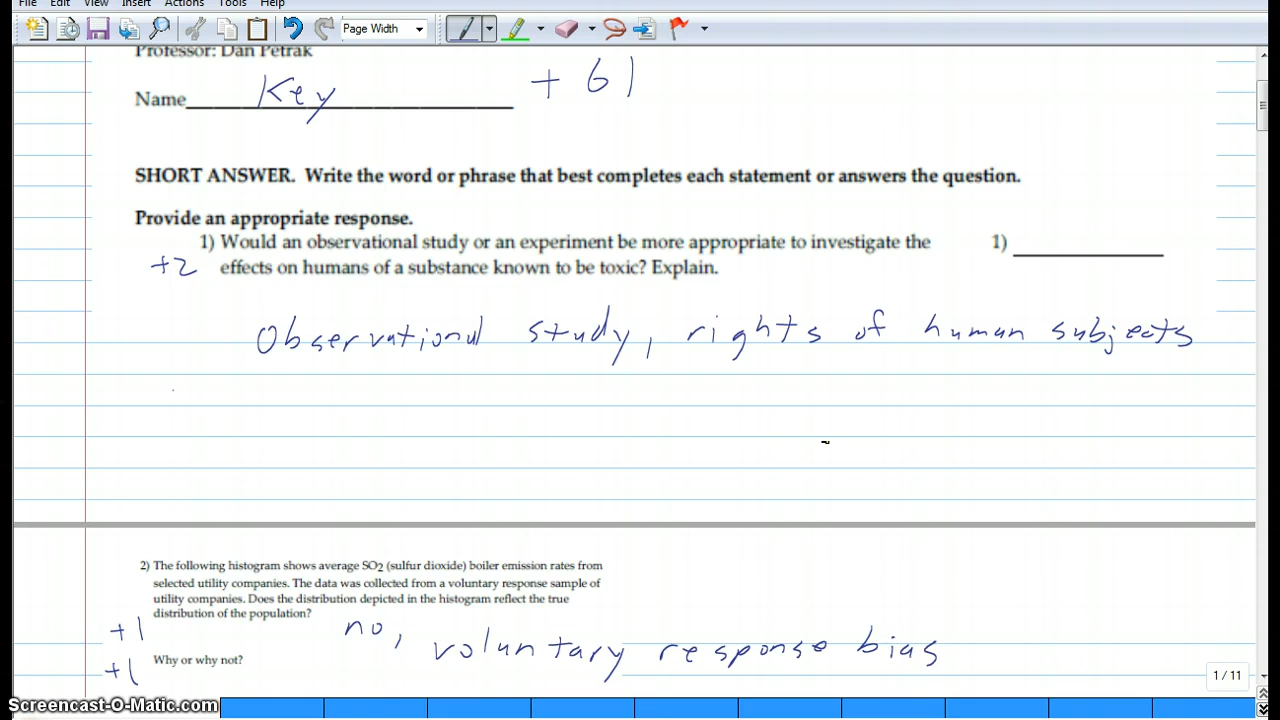 File Edit View Insert Actions Tools Help
Page Width
Professor: Dan Petrak
Name Key + 61
SHORT ANSWER. Write the word or phrase that best completes each statement or answers the question.
Provide an appropriate response.
1) Would an observational study or an experiment be more appropriate to investigate the 1)
+2 effects on humans of a substance known to be toxic? Explain.
Observational study, rights of human subjects
2) The following histogram shows average SO2 (sulfur dioxide) boiler emission rates from
selected utility companies. The data was collected from a voluntary response sample of
utility companies. Does the distribution depicted in the histogram reflect the true
distribution of the population?
+1 no, voluntary response bias
+1 Why or why not?
1 / 11
Screencast-O-Matic.com